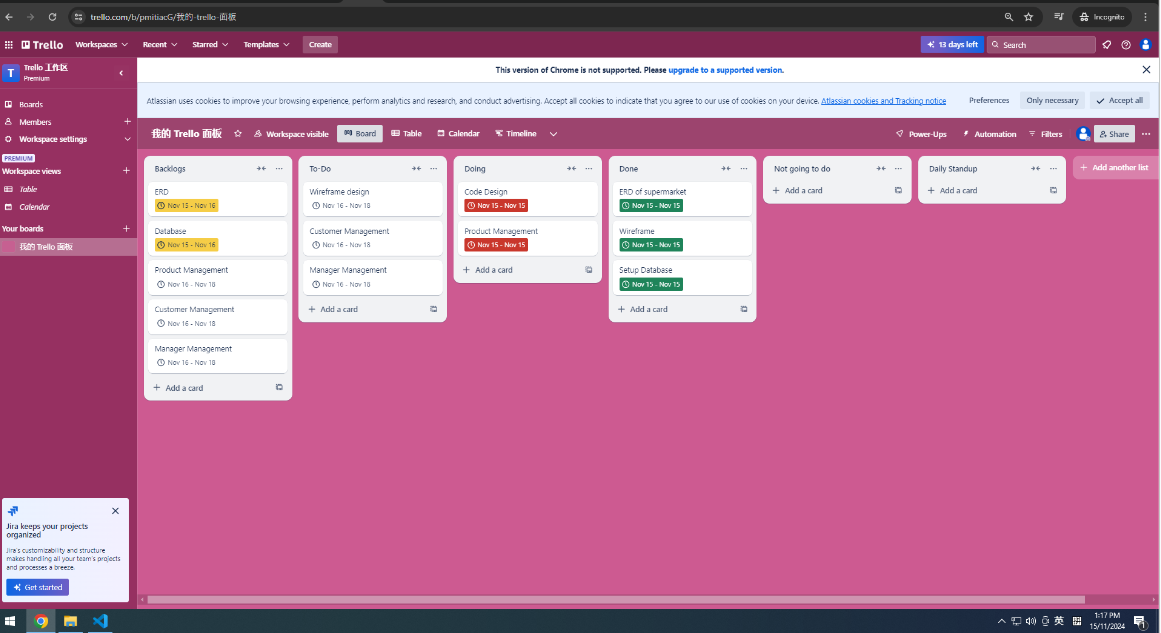 trello.com/b/pmitiacG/我的-trello-面板
Incognito
Trello
Workspaces
Recent
Starred
Templates
Create
13 days left
Search
T
Trello 工作区
Premium
This version of Chrome is not supported. Please upgrade to a supported version.
Atlassian uses cookies to improve your browsing experience, perform analytics and research, and conduct advertising. Accept all cookies to indicate that you agree to our use of cookies on your device. Atlassian cookies and Tracking notice
Preferences
Only necessary
Accept all
Boards
Members
Workspace settings
PREMIUM
Workspace views
Table
Calendar
Your boards
我的 Trello 面板
我的 Trello 面板
Workspace visible
Board
Table
Calendar
Timeline
Power-Ups
Automation
Filters
Share
Backlogs
ERD
Nov 15 - Nov 16
Database
Nov 15 - Nov 16
Product Management
Nov 16 - Nov 18
Customer Management
Nov 16 - Nov 18
Manager Management
Nov 16 - Nov 18
Add a card
To-Do
Wireframe design
Nov 16 - Nov 18
Customer Management
Nov 16 - Nov 18
Manager Management
Nov 16 - Nov 18
Add a card
Doing
Code Design
Nov 15 - Nov 15
Product Management
Nov 15 - Nov 15
Add a card
Done
ERD of supermarket
Nov 15 - Nov 15
Wireframe
Nov 15 - Nov 15
Setup Database
Nov 15 - Nov 15
Add a card
Not going to do
Add a card
Daily Standup
Add a card
Add another list
Jira keeps your projects
organized
Jira's customizability and structure
makes handling all your team's projects
and processes a breeze.
Get started
英
1:17 PM
15/11/2024
1